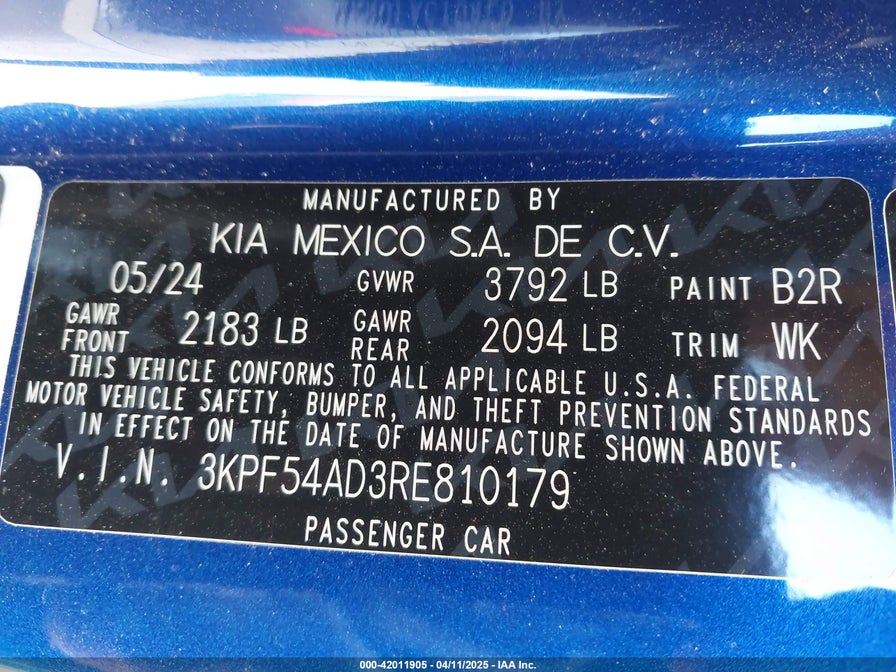 MANUFACTURED BY
KIA MEXICO S.A. DE C.V.
05/24 GVWR 3792 LB PAINT B2R
GAWR FRONT 2183 LB GAWR REAR 2094 LB TRIM WK
THIS VEHICLE CONFORMS TO ALL APPLICABLE U.S.A. FEDERAL
MOTOR VEHICLE SAFETY, BUMPER, AND THEFT PREVENTION STANDARDS
IN EFFECT ON THE DATE OF MANUFACTURE SHOWN ABOVE.
V.I.N. 3KPF54AD3RE810179
PASSENGER CAR
000-42011905 - 04/11/2025 - IAA Inc.